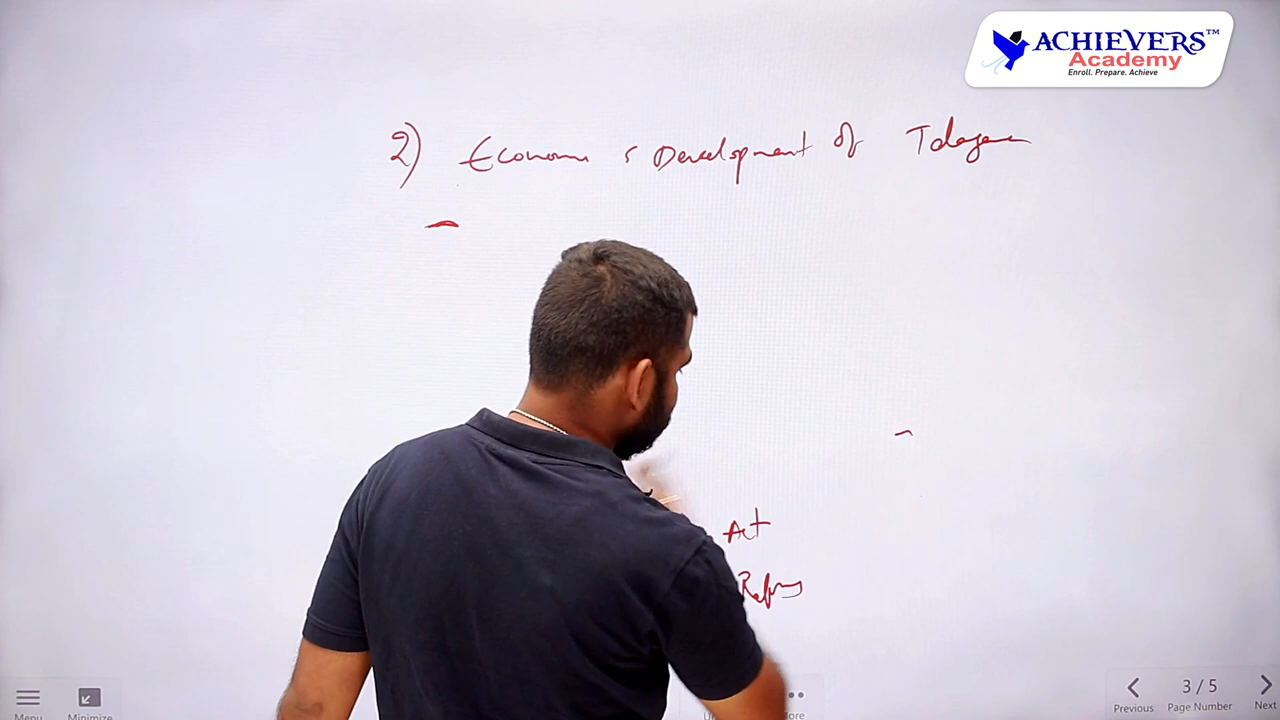 ACHIEVERS™
Academy
Enroll. Prepare. Achieve
2) Economy & Development of Telangana
Act
Reforms
Menu
Minimize
Previous
3 / 5
Page Number
Next